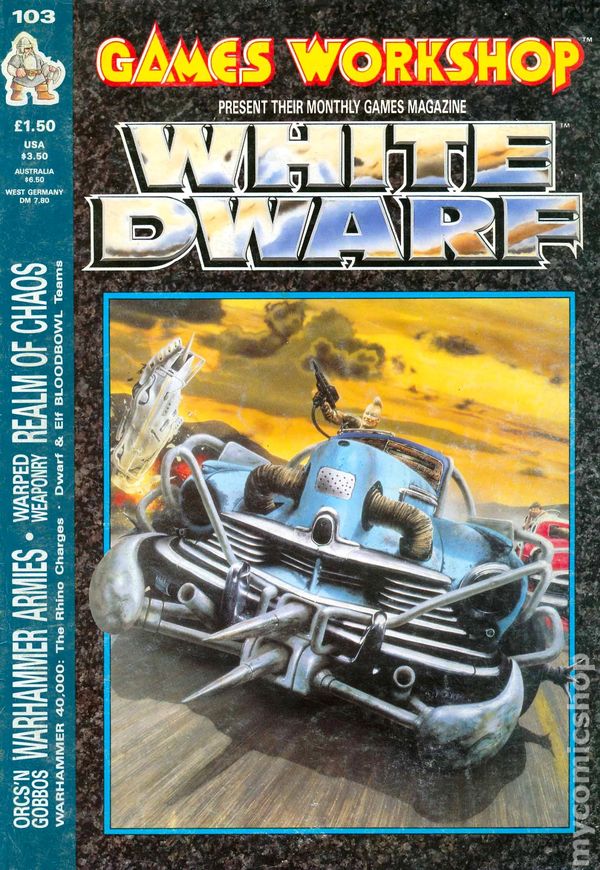 103
GAMES WORKSHOP™
PRESENT THEIR MONTHLY GAMES MAGAZINE
WHITE™
DWARF
£1.50
USA
$3.50
AUSTRALIA
$6.50
WEST GERMANY
DM 7.80
ORCS'N
GOBBOS
WARHAMMER ARMIES •
WARPED
WEAPONRY
REALM OF CHAOS
WARHAMMER 40,000: The Rhino Charges · Dwarf & Elf BLOODBOWL Teams
mycomicshop